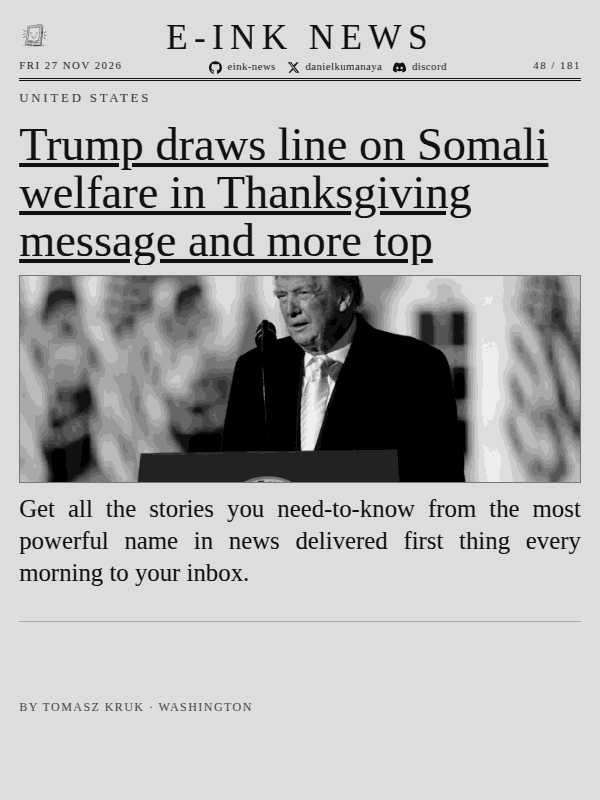 E-INK NEWS
FRI 27 NOV 2026
eink-news
danielkumanaya
discord
48 / 181
UNITED STATES
Trump draws line on Somali
welfare in Thanksgiving
message and more top
Get all the stories you need-to-know from the most
powerful name in news delivered first thing every
morning to your inbox.
BY TOMASZ KRUK · WASHINGTON